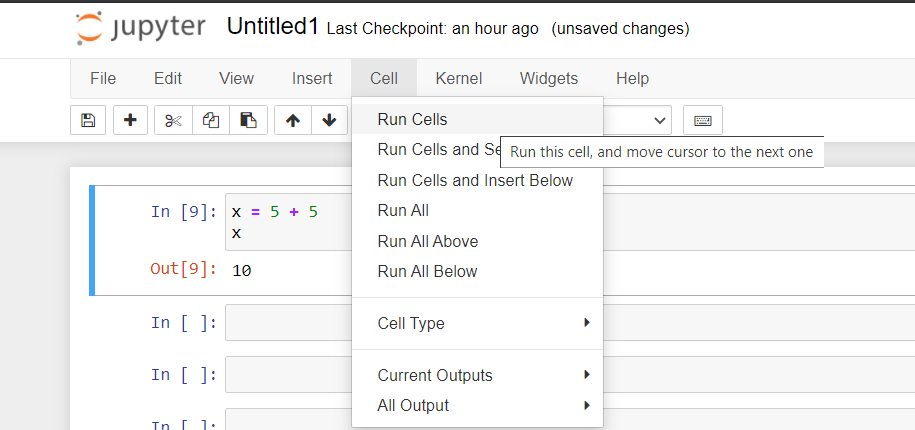 jupyter Untitled1 Last Checkpoint: an hour ago (unsaved changes)
File Edit View Insert Cell Kernel Widgets Help
Run Cells
Run Cells and Se
Run this cell, and move cursor to the next one
Run Cells and Insert Below
Run All
Run All Above
Run All Below
Cell Type
Current Outputs
All Output
In [9]: x = 5 + 5
x
Out[9]: 10
In [ ]:
In [ ]:
In [ ]: